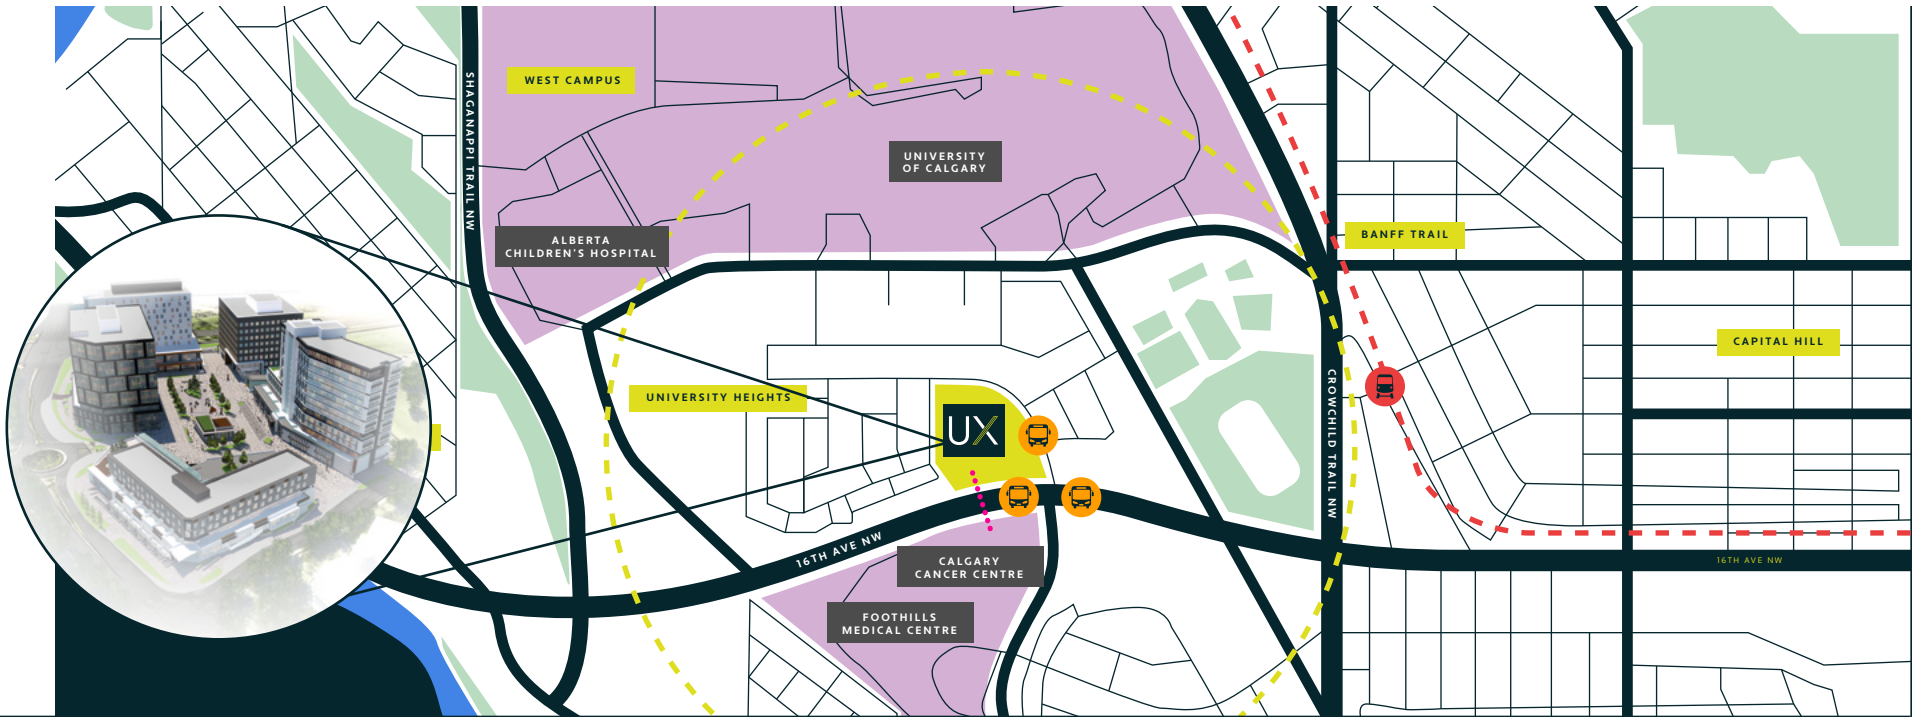 WEST CAMPUS
SHAGANAPPI TRAIL NW
UNIVERSITY
OF CALGARY
ALBERTA
CHILDREN'S HOSPITAL
BANFF TRAIL
CAPITAL HILL
UNIVERSITY HEIGHTS
UX
CROWCHILD TRAIL NW
16TH AVE NW
CALGARY
CANCER CENTRE
16TH AVE NW
FOOTHILLS
MEDICAL CENTRE